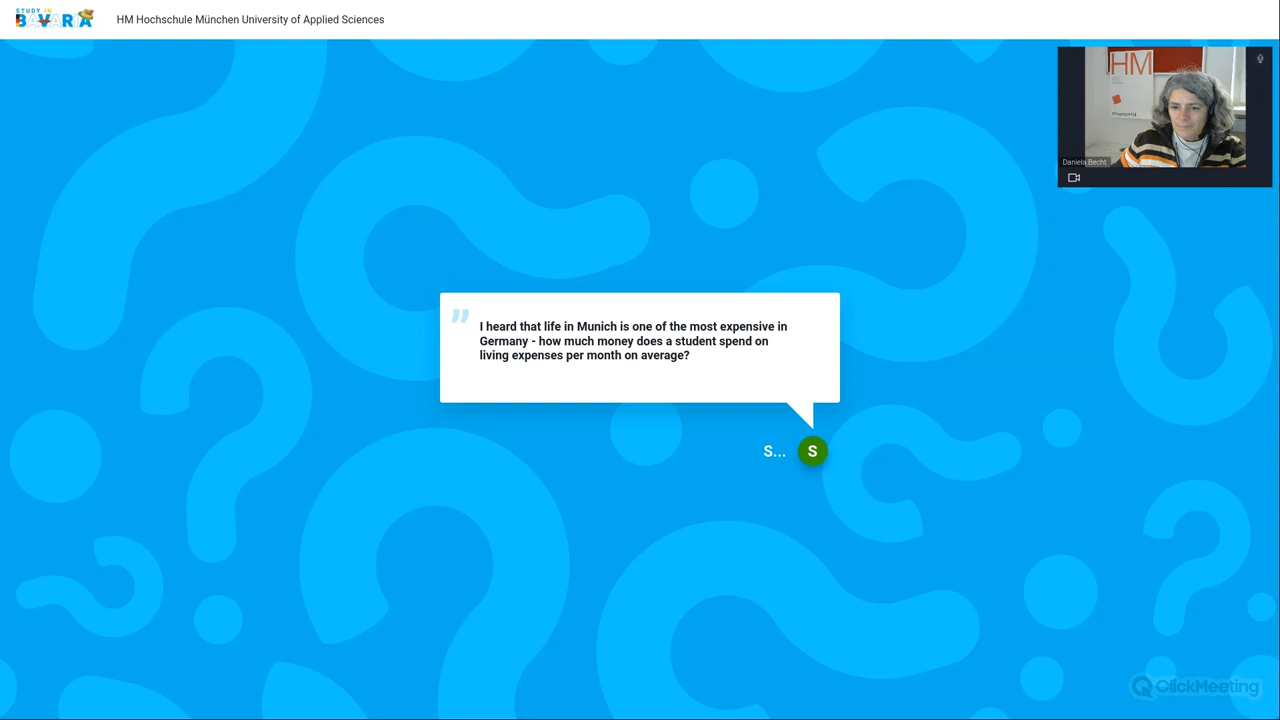 STUDY IN
BAVARIA
HM Hochschule München University of Applied Sciences
HM
Daniela Becht
I heard that life in Munich is one of the most expensive in
Germany - how much money does a student spend on
living expenses per month on average?
S... S
ClickMeeting